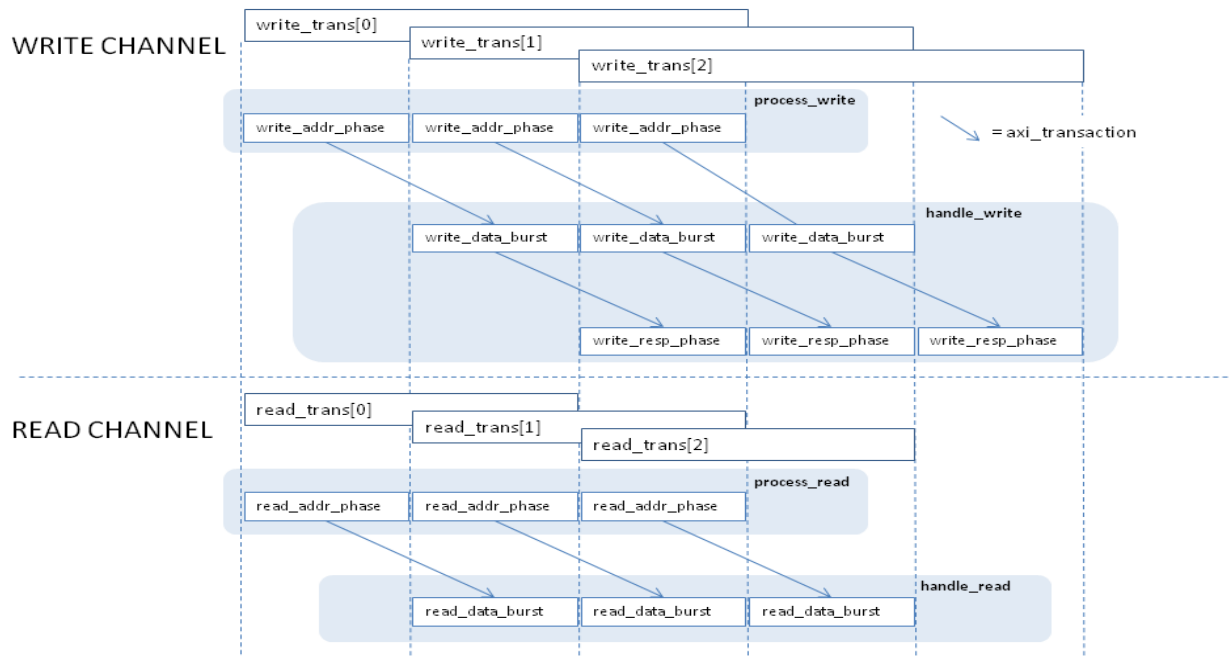 write_trans[0]
WRITE CHANNEL
write_trans[1]
write_trans[2]
process_write
write_addr_phase
write_addr_phase
write_addr_phase
= axi_transaction
handle_write
write_data_burst
write_data_burst
write_data_burst
write_resp_phase
write_resp_phase
write_resp_phase
READ CHANNEL
read_trans[0]
read_trans[1]
read_trans[2]
process_read
read_addr_phase
read_addr_phase
read_addr_phase
handle_read
read_data_burst
read_data_burst
read_data_burst